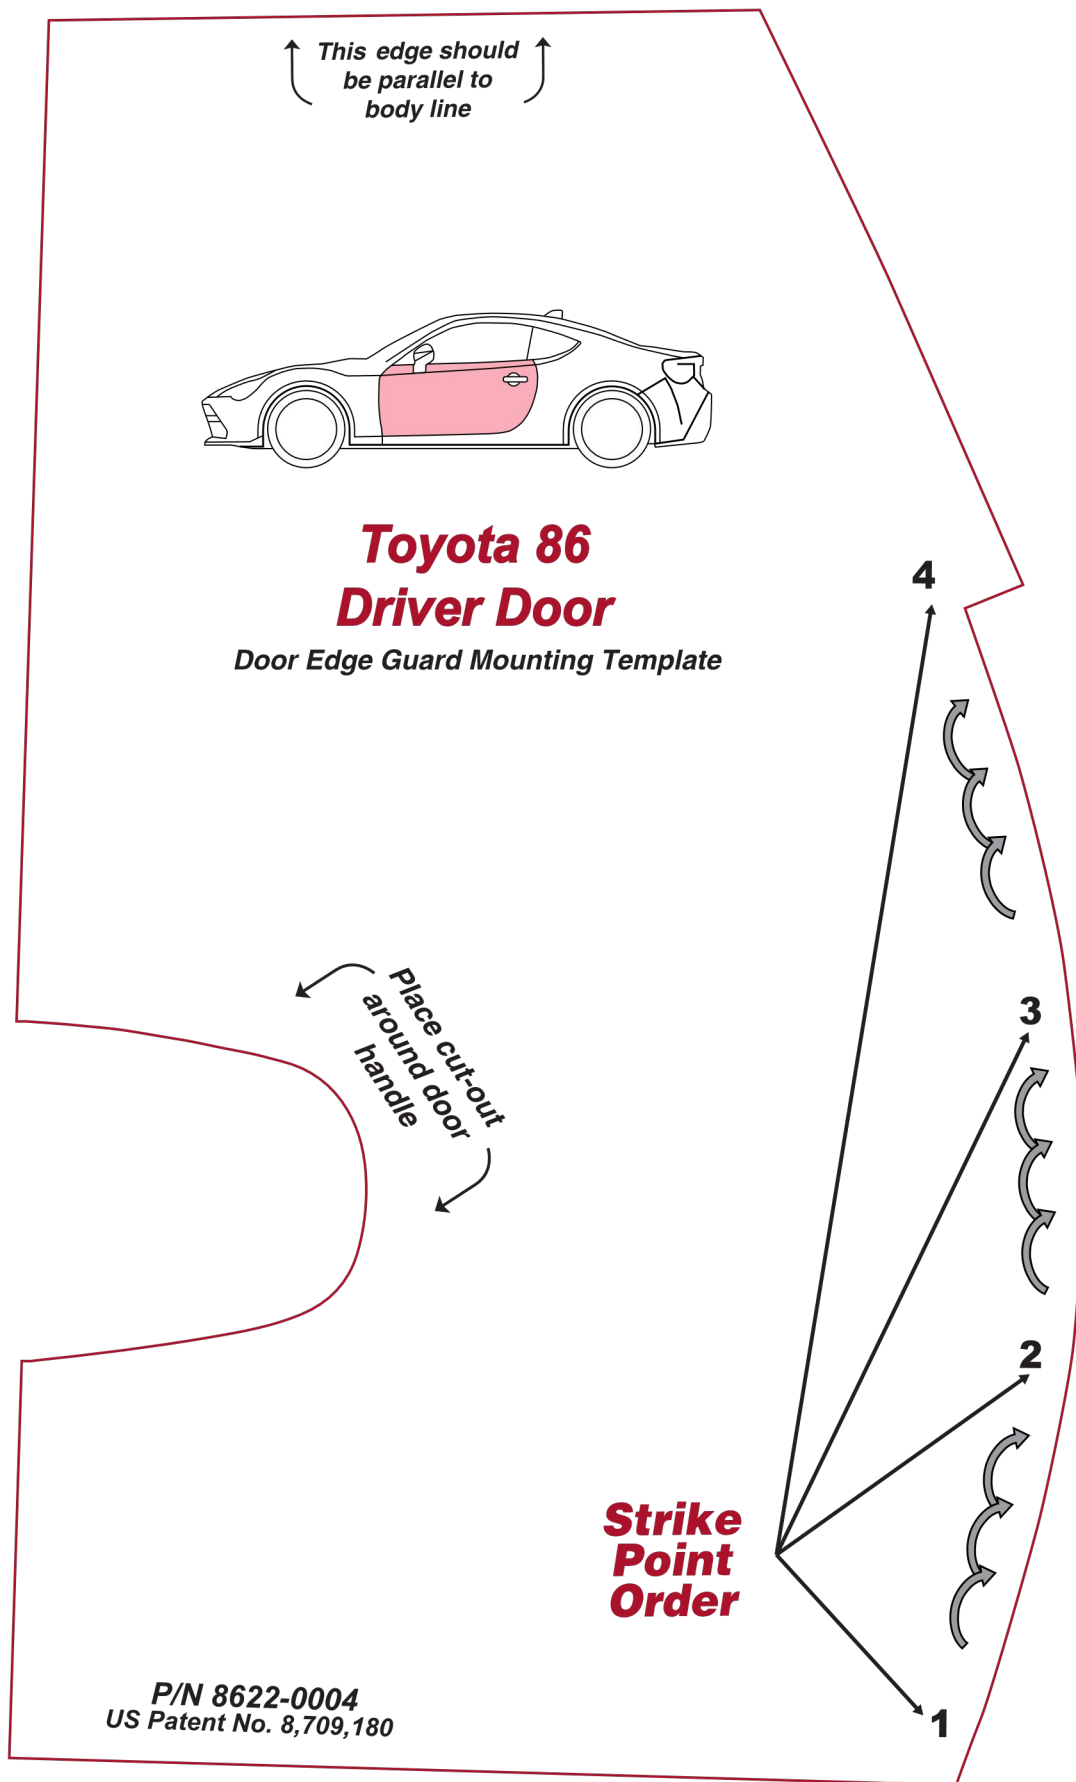 This edge should
be parallel to
body line
Toyota 86
Driver Door
Door Edge Guard Mounting Template
4
Place cut-out
around door
handle
3
2
Strike
Point
Order
1
P/N 8622-0004
US Patent No. 8,709,180